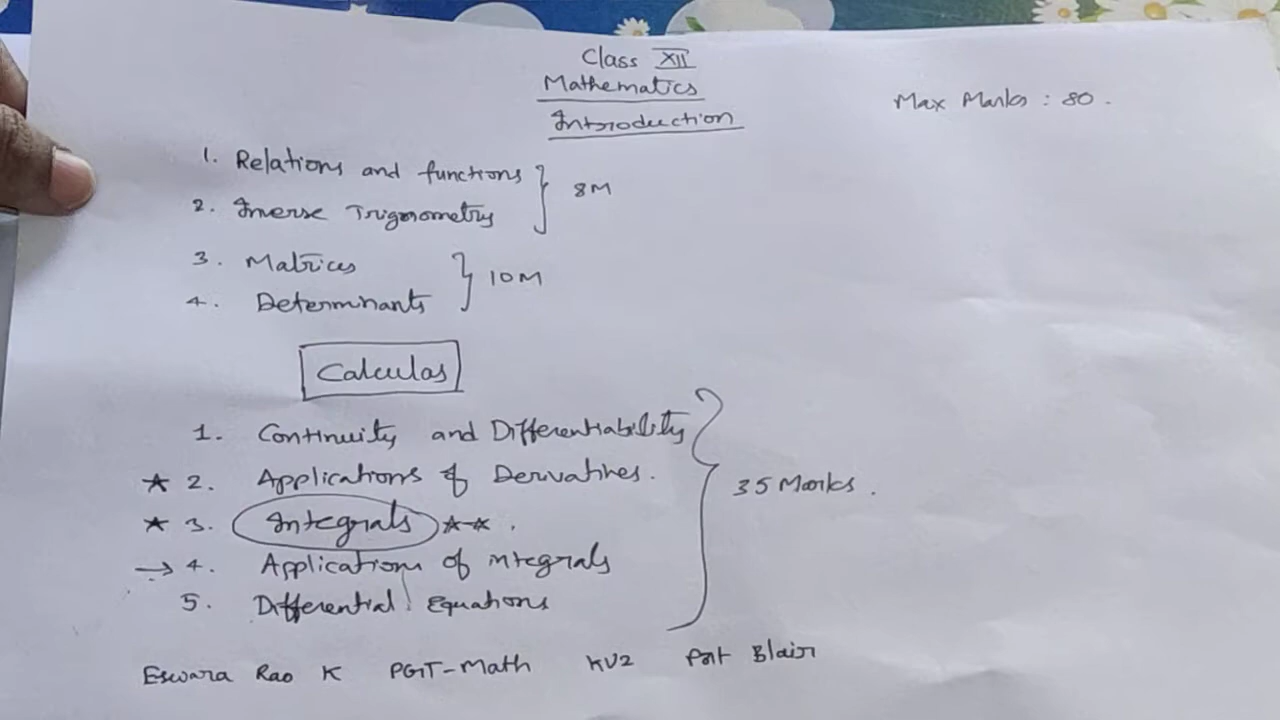 Class XII
Mathematics
Max Marks : 80 .
Introduction
1. Relations and functions
8M
2. Inverse Trigonometry
3. Matrices
10M
4. Determinants
Calculas
1. Continuity and Differentiability
★ 2. Applications of Derivatives.
35 Marks .
★ 3. Integrals ★★ .
→ 4. Applications of integrals
5. Differential Equations
Eswara Rao K PGT-Math KV2 Port Blair